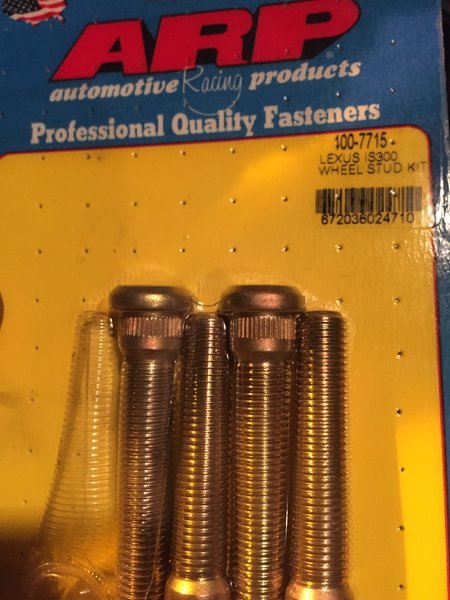 ARP
automotive Racing products
Professional Quality Fasteners
100-7715
LEXUS IS300
WHEEL STUD KIT
672036024710